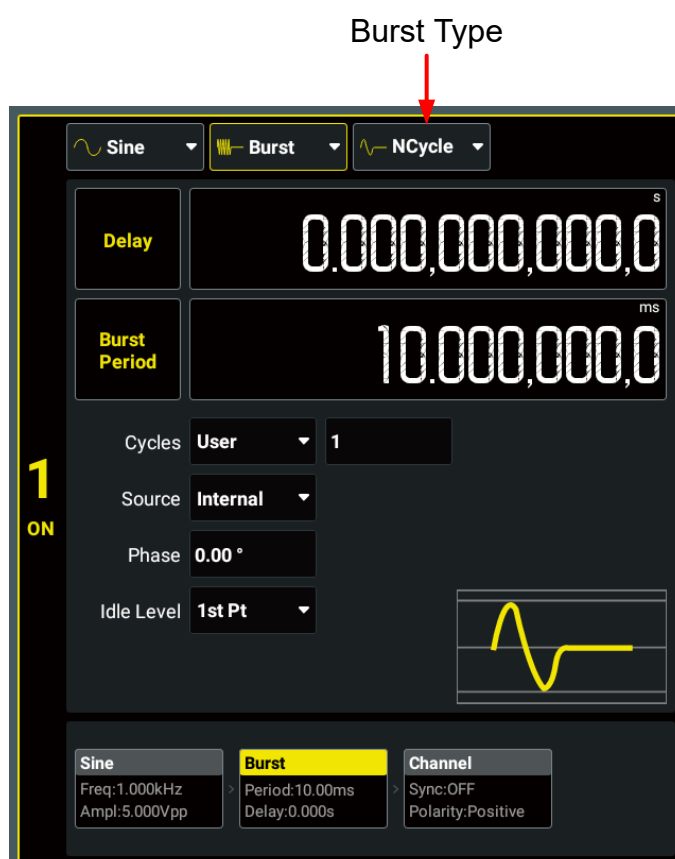 Burst Type
Sine Burst NCycle
Delay 0.000,000,000,0 s
Burst Period 10.000,000,0 ms
Cycles User 1
1
ON
Source Internal
Phase 0.00 °
Idle Level 1st Pt
Sine
Freq:1.000kHz
Ampl:5.000Vpp
>
Burst
Period:10.00ms
Delay:0.000s
>
Channel
Sync:OFF
Polarity:Positive